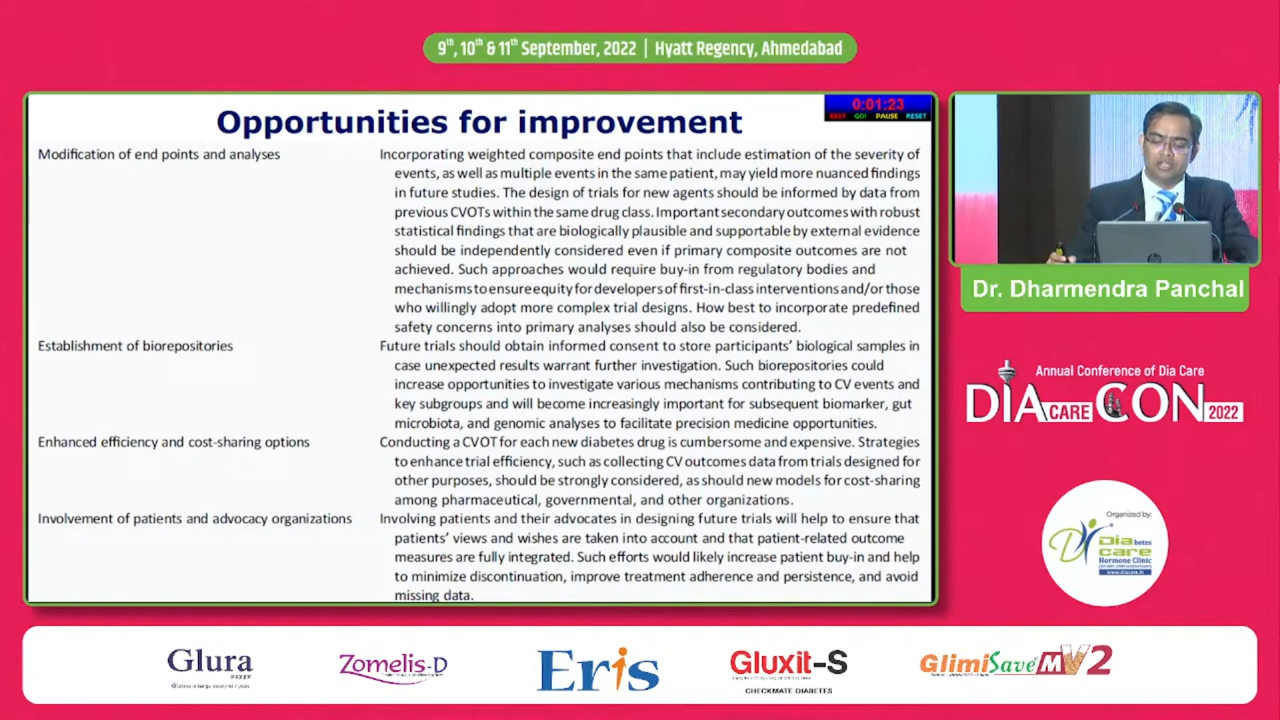 9th, 10th & 11th September, 2022 | Hyatt Regency, Ahmedabad
Opportunities for improvement
0:01:23
EXIT GO! PAUSE RESET
Modification of end points and analyses
Incorporating weighted composite end points that include estimation of the severity of
events, as well as multiple events in the same patient, may yield more nuanced findings
in future studies. The design of trials for new agents should be informed by data from
previous CVOTs within the same drug class. Important secondary outcomes with robust
statistical findings that are biologically plausible and supportable by external evidence
should be independently considered even if primary composite outcomes are not
achieved. Such approaches would require buy-in from regulatory bodies and
mechanisms to ensure equity for developers of first-in-class interventions and/or those
who willingly adopt more complex trial designs. How best to incorporate predefined
safety concerns into primary analyses should also be considered.
Establishment of biorepositories
Future trials should obtain informed consent to store participants' biological samples in
case unexpected results warrant further investigation. Such biorepositories could
increase opportunities to investigate various mechanisms contributing to CV events and
key subgroups and will become increasingly important for subsequent biomarker, gut
microbiota, and genomic analyses to facilitate precision medicine opportunities.
Enhanced efficiency and cost-sharing options
Conducting a CVOT for each new diabetes drug is cumbersome and expensive. Strategies
to enhance trial efficiency, such as collecting CV outcomes data from trials designed for
other purposes, should be strongly considered, as should new models for cost-sharing
among pharmaceutical, governmental, and other organizations.
Involvement of patients and advocacy organizations
Involving patients and their advocates in designing future trials will help to ensure that
patients' views and wishes are taken into account and that patient-related outcome
measures are fully integrated. Such efforts would likely increase patient buy-in and help
to minimize discontinuation, improve treatment adherence and persistence, and avoid
missing data.
Dr. Dharmendra Panchal
Annual Conference of Dia Care
DIA CARE CON 2022
Organized by:
Diabetes
care
Hormone Clinic
www.diacare.in
Glura
Zomelis-D
Eris
Gluxit-S
CHECKMATE DIABETES
GlimiSave MV2